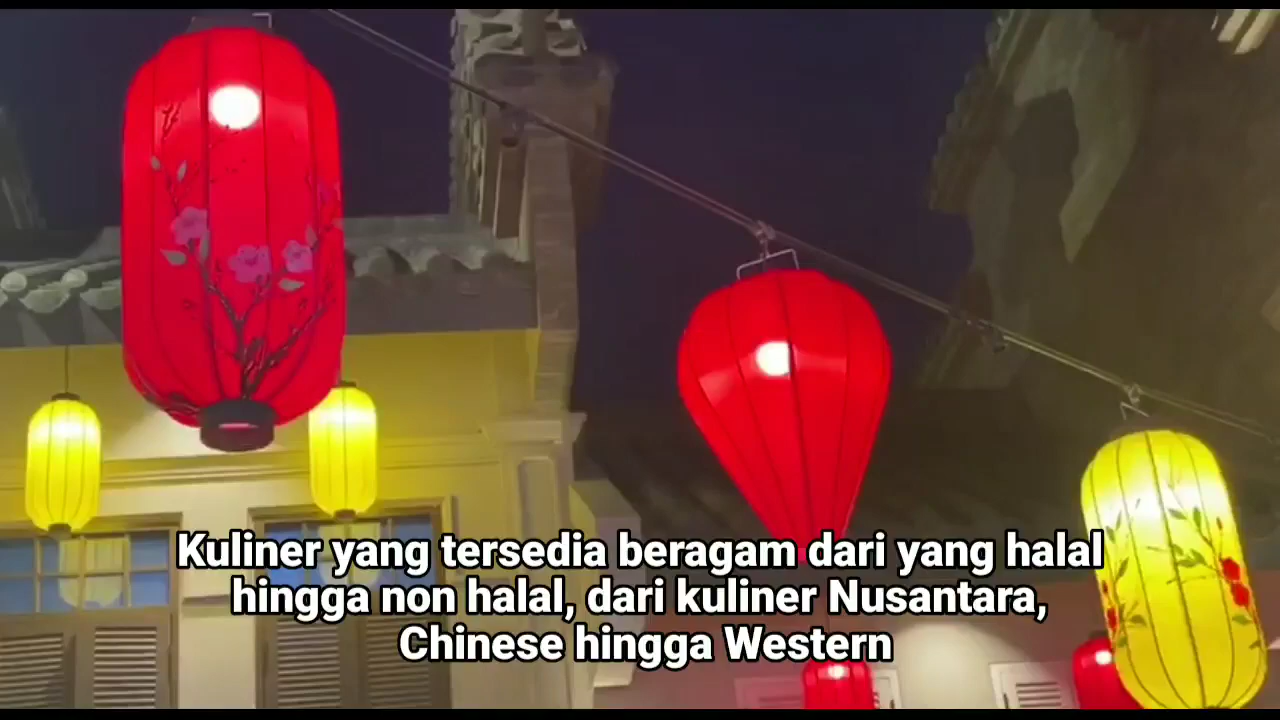 Kuliner yang tersedia beragam dari yang halal
hingga non halal, dari kuliner Nusantara,
Chinese hingga Western